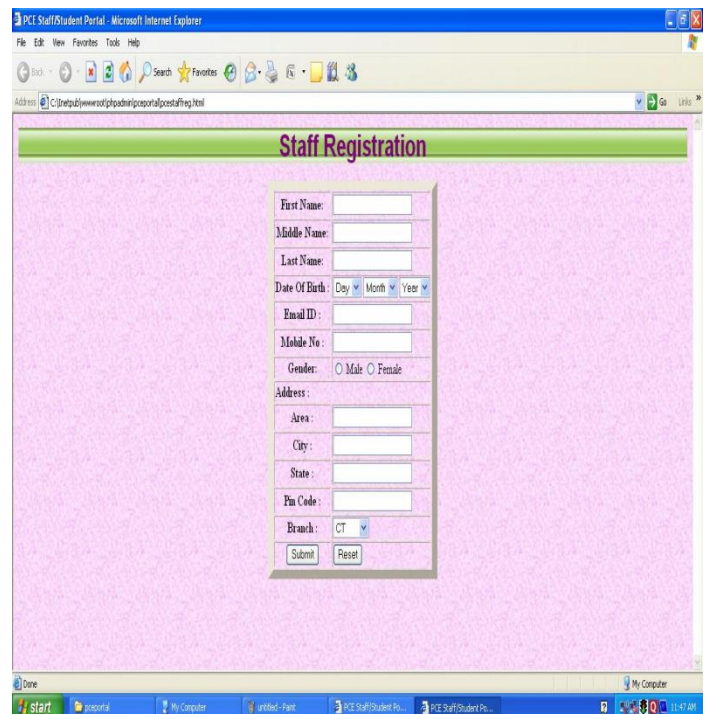 PCE Staff/Student Portal - Microsoft Internet Explorer
File Edit View Favorites Tools Help
Back Search Favorites
Address C:\Inetpub\wwwroot\phpadmin\pceportal\pcestaffreg.html Go Links »
Staff Registration
First Name:
Middle Name:
Last Name:
Date Of Birth : Day Month Year
Email ID :
Mobile No :
Gender: Male Female
Address :
Area :
City :
State :
Pin Code :
Branch : CT
Submit Reset
Done My Computer
start pceportal My Computer untitled - Paint PCE Staff/Student Po... PCE Staff/Student Po... 11:47 AM